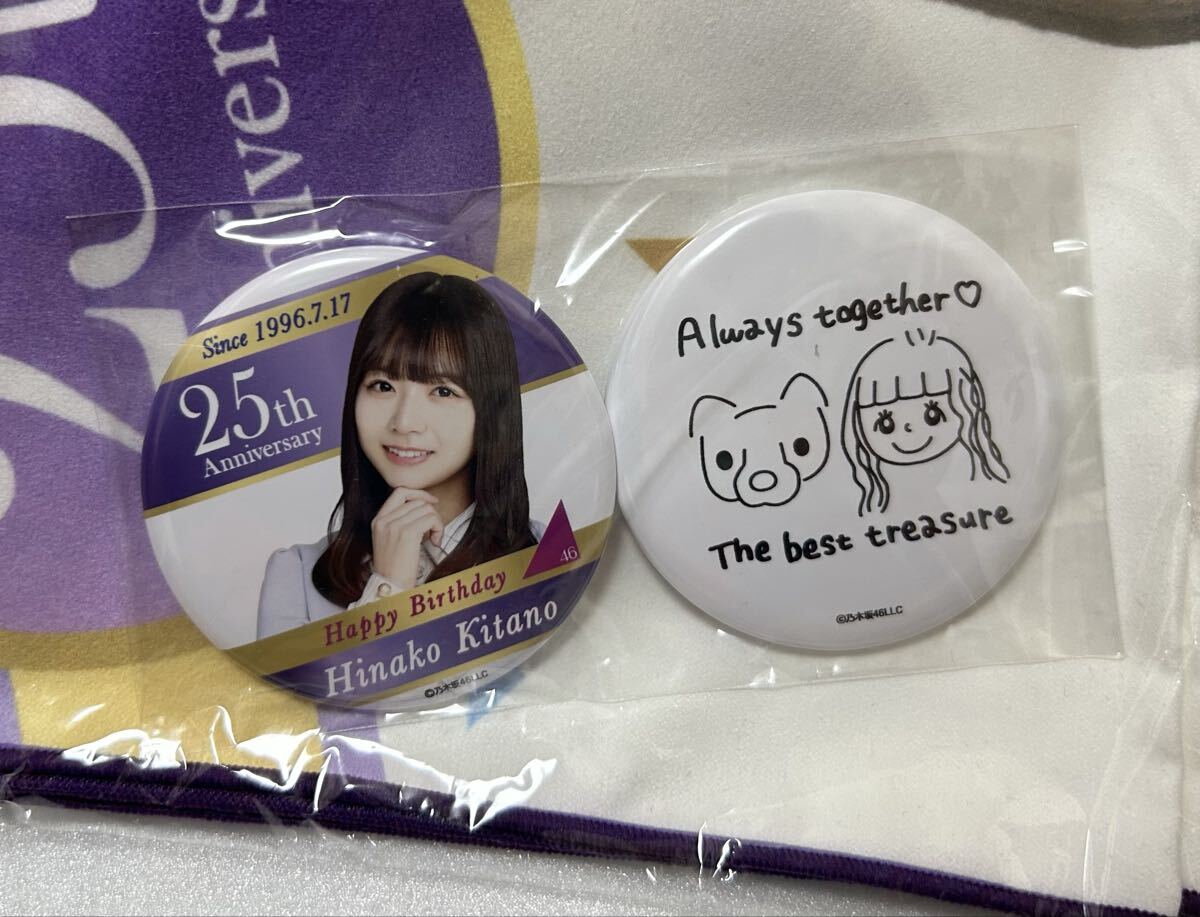 Since 1996.7.17
25th
Anniversary
46
Happy Birthday
Hinako Kitano
©乃木坂46LLC
Always together♡
The best treasure
©乃木坂46LLC